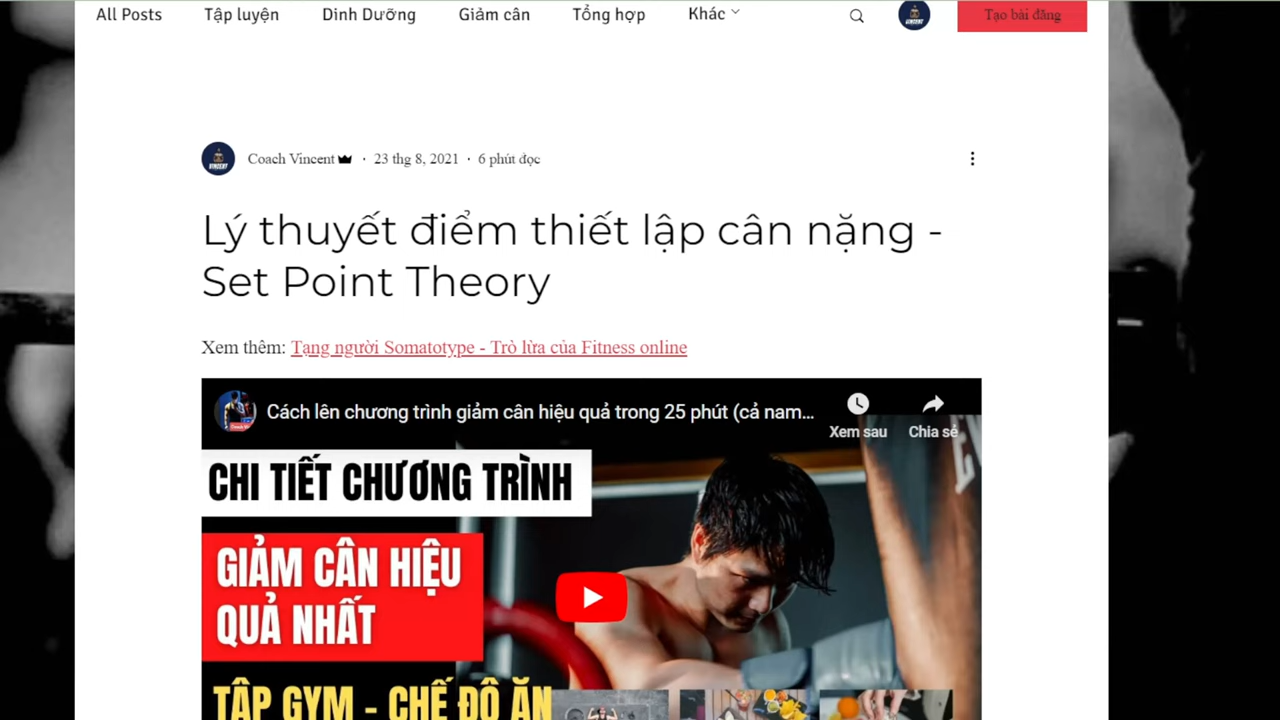 All Posts Tập luyện Dinh Dưỡng Giảm cân Tổng hợp Khác Tạo bài đăng
Coach Vincent · 23 thg 8, 2021 · 6 phút đọc
Lý thuyết điểm thiết lập cân nặng -
Set Point Theory
Xem thêm: Tạng người Somatotype - Trò lừa của Fitness online
Cách lên chương trình giảm cân hiệu quả trong 25 phút (cả nam...
Xem sau Chia sẻ
CHI TIẾT CHƯƠNG TRÌNH
GIẢM CÂN HIỆU
QUẢ NHẤT
TẬP GYM - CHẾ ĐỘ ĂN